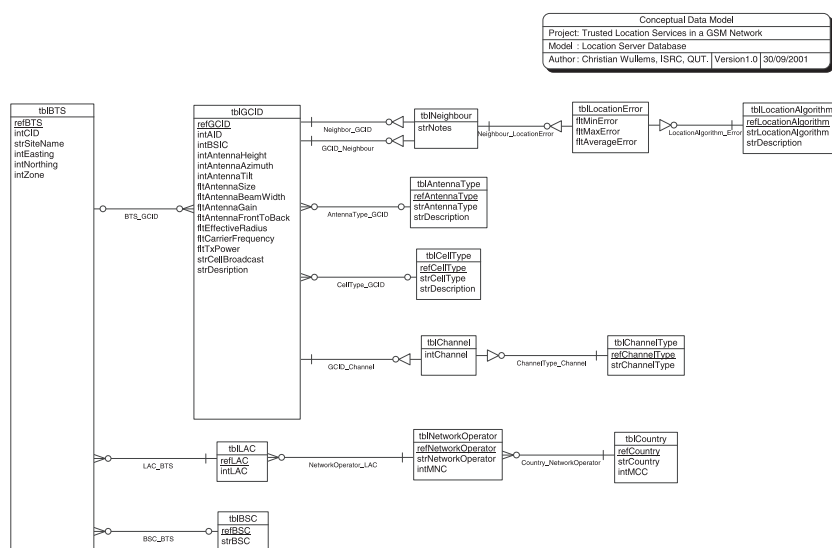 Conceptual Data Model
Project: Trusted Location Services in a GSM Network
Model : Location Server Database
Author: Christian Wullems, ISRC, QUT. Version1.0 30/09/2001
tblBTS
refBTS
intCID
strSiteName
intEasting
intNorthing
intZone
BTS_GCID
tblGCID
refGCID
intAID
intBSIC
intAntennaHeight
intAntennaAzimuth
intAntennaTilt
fltAntennaSize
fltAntennaBeamWidth
fltAntennaGain
fltAntennaFrontToBack
fltEffectiveRadius
fltCarrierFrequency
fltTxPower
strCellBroadcast
strDesription
Neighbor_GCID
GCID_Neighbour
tblNeighbour
strNotes
Neighbour_LocationError
tblLocationError
fltMinError
fltMaxError
fltAverageError
LocationAlgorithm_Error
tblLocationAlgorithm
refLocationAlgorithm
strLocationAlgorithm
strDescription
AntennaType_GCID
tblAntennaType
refAntennaType
strAntennaType
strDescription
CellType_GCID
tblCellType
refCellType
strCellType
strDescription
GCID_Channel
tblChannel
intChannel
ChannelType_Channel
tblChannelType
refChannelType
strChannelType
LAC_BTS
tblLAC
refLAC
intLAC
NetworkOperator_LAC
tblNetworkOperator
refNetworkOperator
strNetworkOperator
intMNC
Country_NetworkOperator
tblCountry
refCountry
strCountry
intMCC
BSC_BTS
tblBSC
refBSC
strBSC